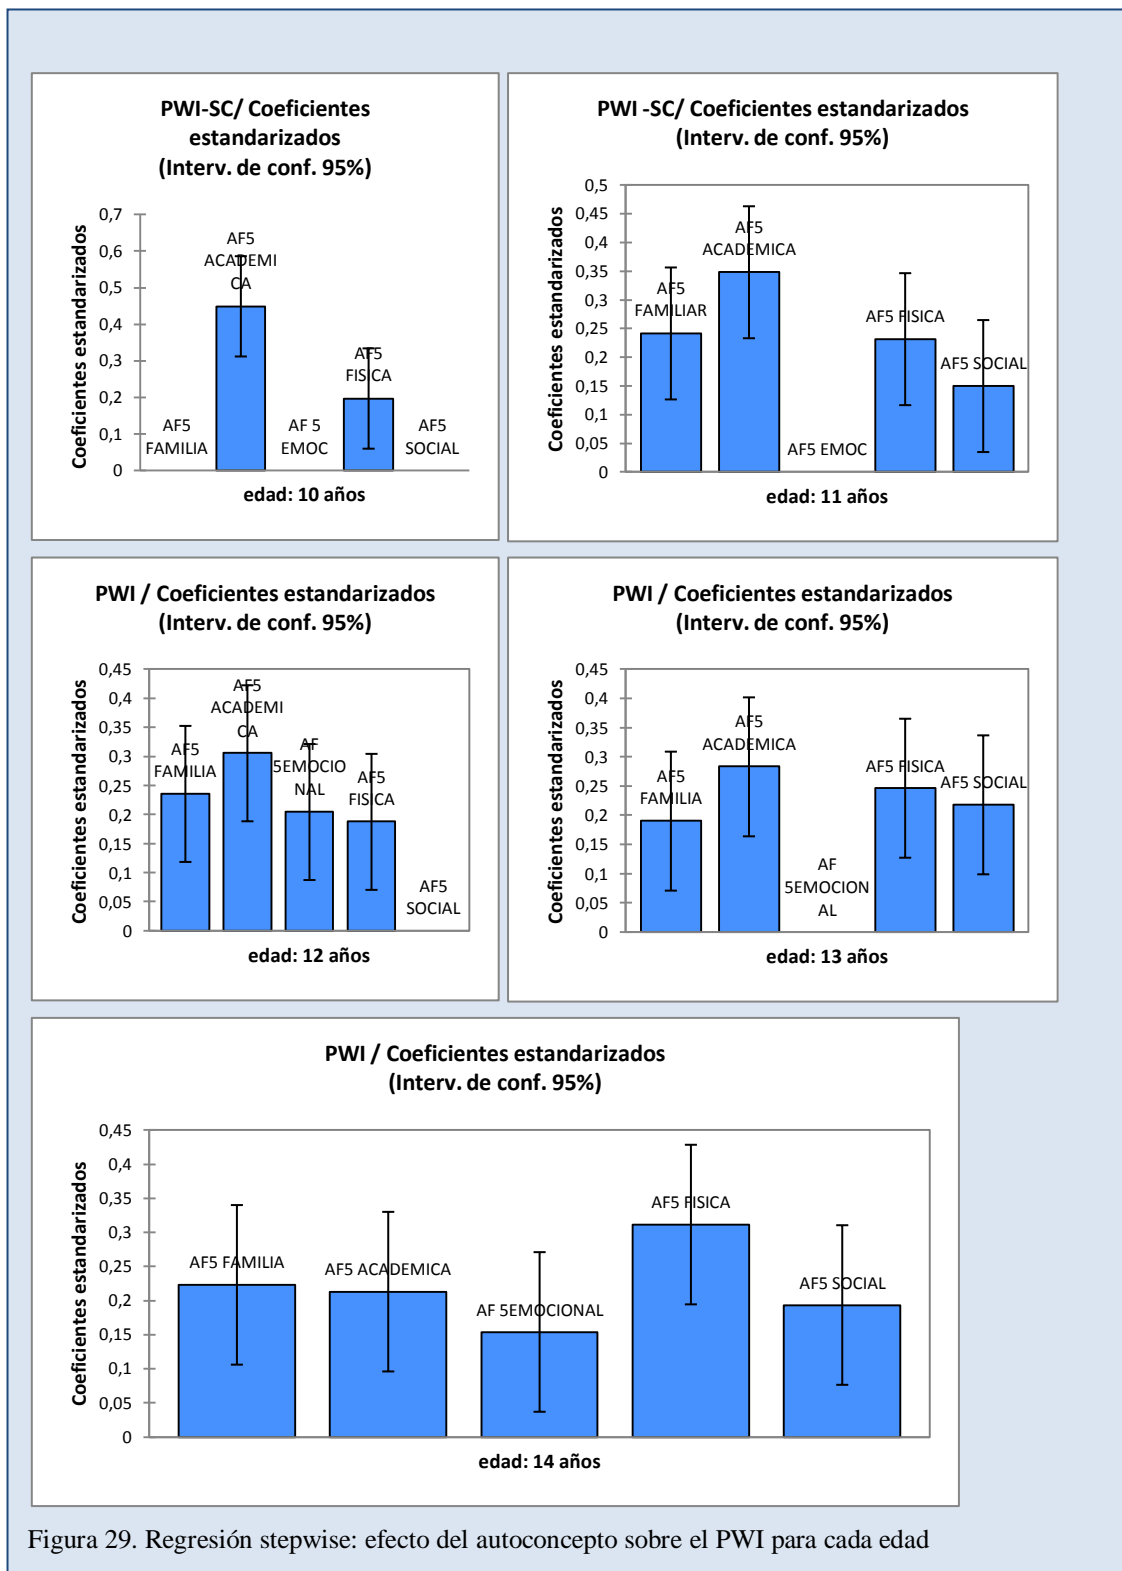 PWI-SC/ Coeficientes
estandarizados
(Interv. de conf. 95%)
Coeficientes estandarizados
0,7
0,6
0,5
0,4
0,3
0,2
0,1
0
AF5
FAMILIA
AF5
ACADEMI
CA
AF 5
EMOC
AF5
FISICA
AF5
SOCIAL
edad: 10 años
PWI -SC/ Coeficientes estandarizados
(Interv. de conf. 95%)
Coeficientes estandarizados
0,5
0,45
0,4
0,35
0,3
0,25
0,2
0,15
0,1
0,05
0
AF5
FAMILIAR
AF5
ACADEMICA
AF5 EMOC
AF5 FISICA
AF5 SOCIAL
edad: 11 años
PWI / Coeficientes estandarizados
(Interv. de conf. 95%)
Coeficientes estandarizados
0,45
0,4
0,35
0,3
0,25
0,2
0,15
0,1
0,05
0
AF5
FAMILIA
AF5
ACADEMI
CA
AF
5EMOCIO
NAL
AF5
FISICA
AF5
SOCIAL
edad: 12 años
PWI / Coeficientes estandarizados
(Interv. de conf. 95%)
Coeficientes estandarizados
0,45
0,4
0,35
0,3
0,25
0,2
0,15
0,1
0,05
0
AF5
FAMILIA
AF5
ACADEMICA
AF
5EMOCION
AL
AF5 FISICA
AF5 SOCIAL
edad: 13 años
PWI / Coeficientes estandarizados
(Interv. de conf. 95%)
Coeficientes estandarizados
0,45
0,4
0,35
0,3
0,25
0,2
0,15
0,1
0,05
0
AF5 FAMILIA
AF5 ACADEMICA
AF 5EMOCIONAL
AF5 FISICA
AF5 SOCIAL
edad: 14 años
Figura 29. Regresión stepwise: efecto del autoconcepto sobre el PWI para cada edad